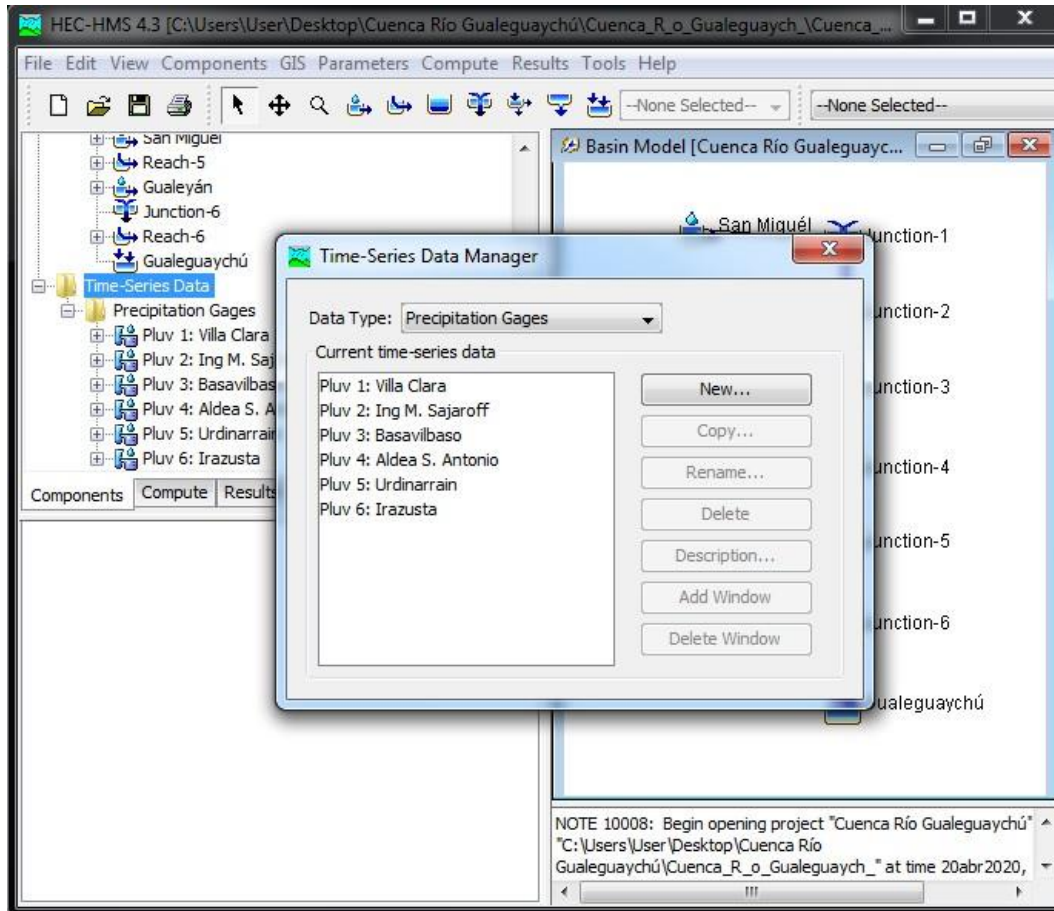 HEC-HMS 4.3 [C:\Users\User\Desktop\Cuenca Río Gualeguaychú\Cuenca_R_o_Gualeguaych_\Cuenca_...
File Edit View Components GIS Parameters Compute Results Tools Help
--None Selected-- --None Selected--
San Miguel
Reach-5
Gualeyán
Junction-6
Reach-6
Gualeguaychú
Time-Series Data
Precipitation Gages
Pluv 1: Villa Clara
Pluv 2: Ing M. Saj
Pluv 3: Basavilbas
Pluv 4: Aldea S. A
Pluv 5: Urdinarrain
Pluv 6: Irazusta
Components Compute Results
Basin Model [Cuenca Río Gualeguayc...
San Miguél
Junction-1
unction-2
unction-3
unction-4
unction-5
unction-6
ualeguaychú
Time-Series Data Manager
Data Type: Precipitation Gages
Current time-series data
Pluv 1: Villa Clara
Pluv 2: Ing M. Sajaroff
Pluv 3: Basavilbaso
Pluv 4: Aldea S. Antonio
Pluv 5: Urdinarrain
Pluv 6: Irazusta
New...
Copy...
Rename...
Delete
Description...
Add Window
Delete Window
NOTE 10008: Begin opening project "Cuenca Río Gualeguaychú"
"C:\Users\User\Desktop\Cuenca Río
Gualeguaychú\Cuenca_R_o_Gualeguaych_" at time 20abr2020,